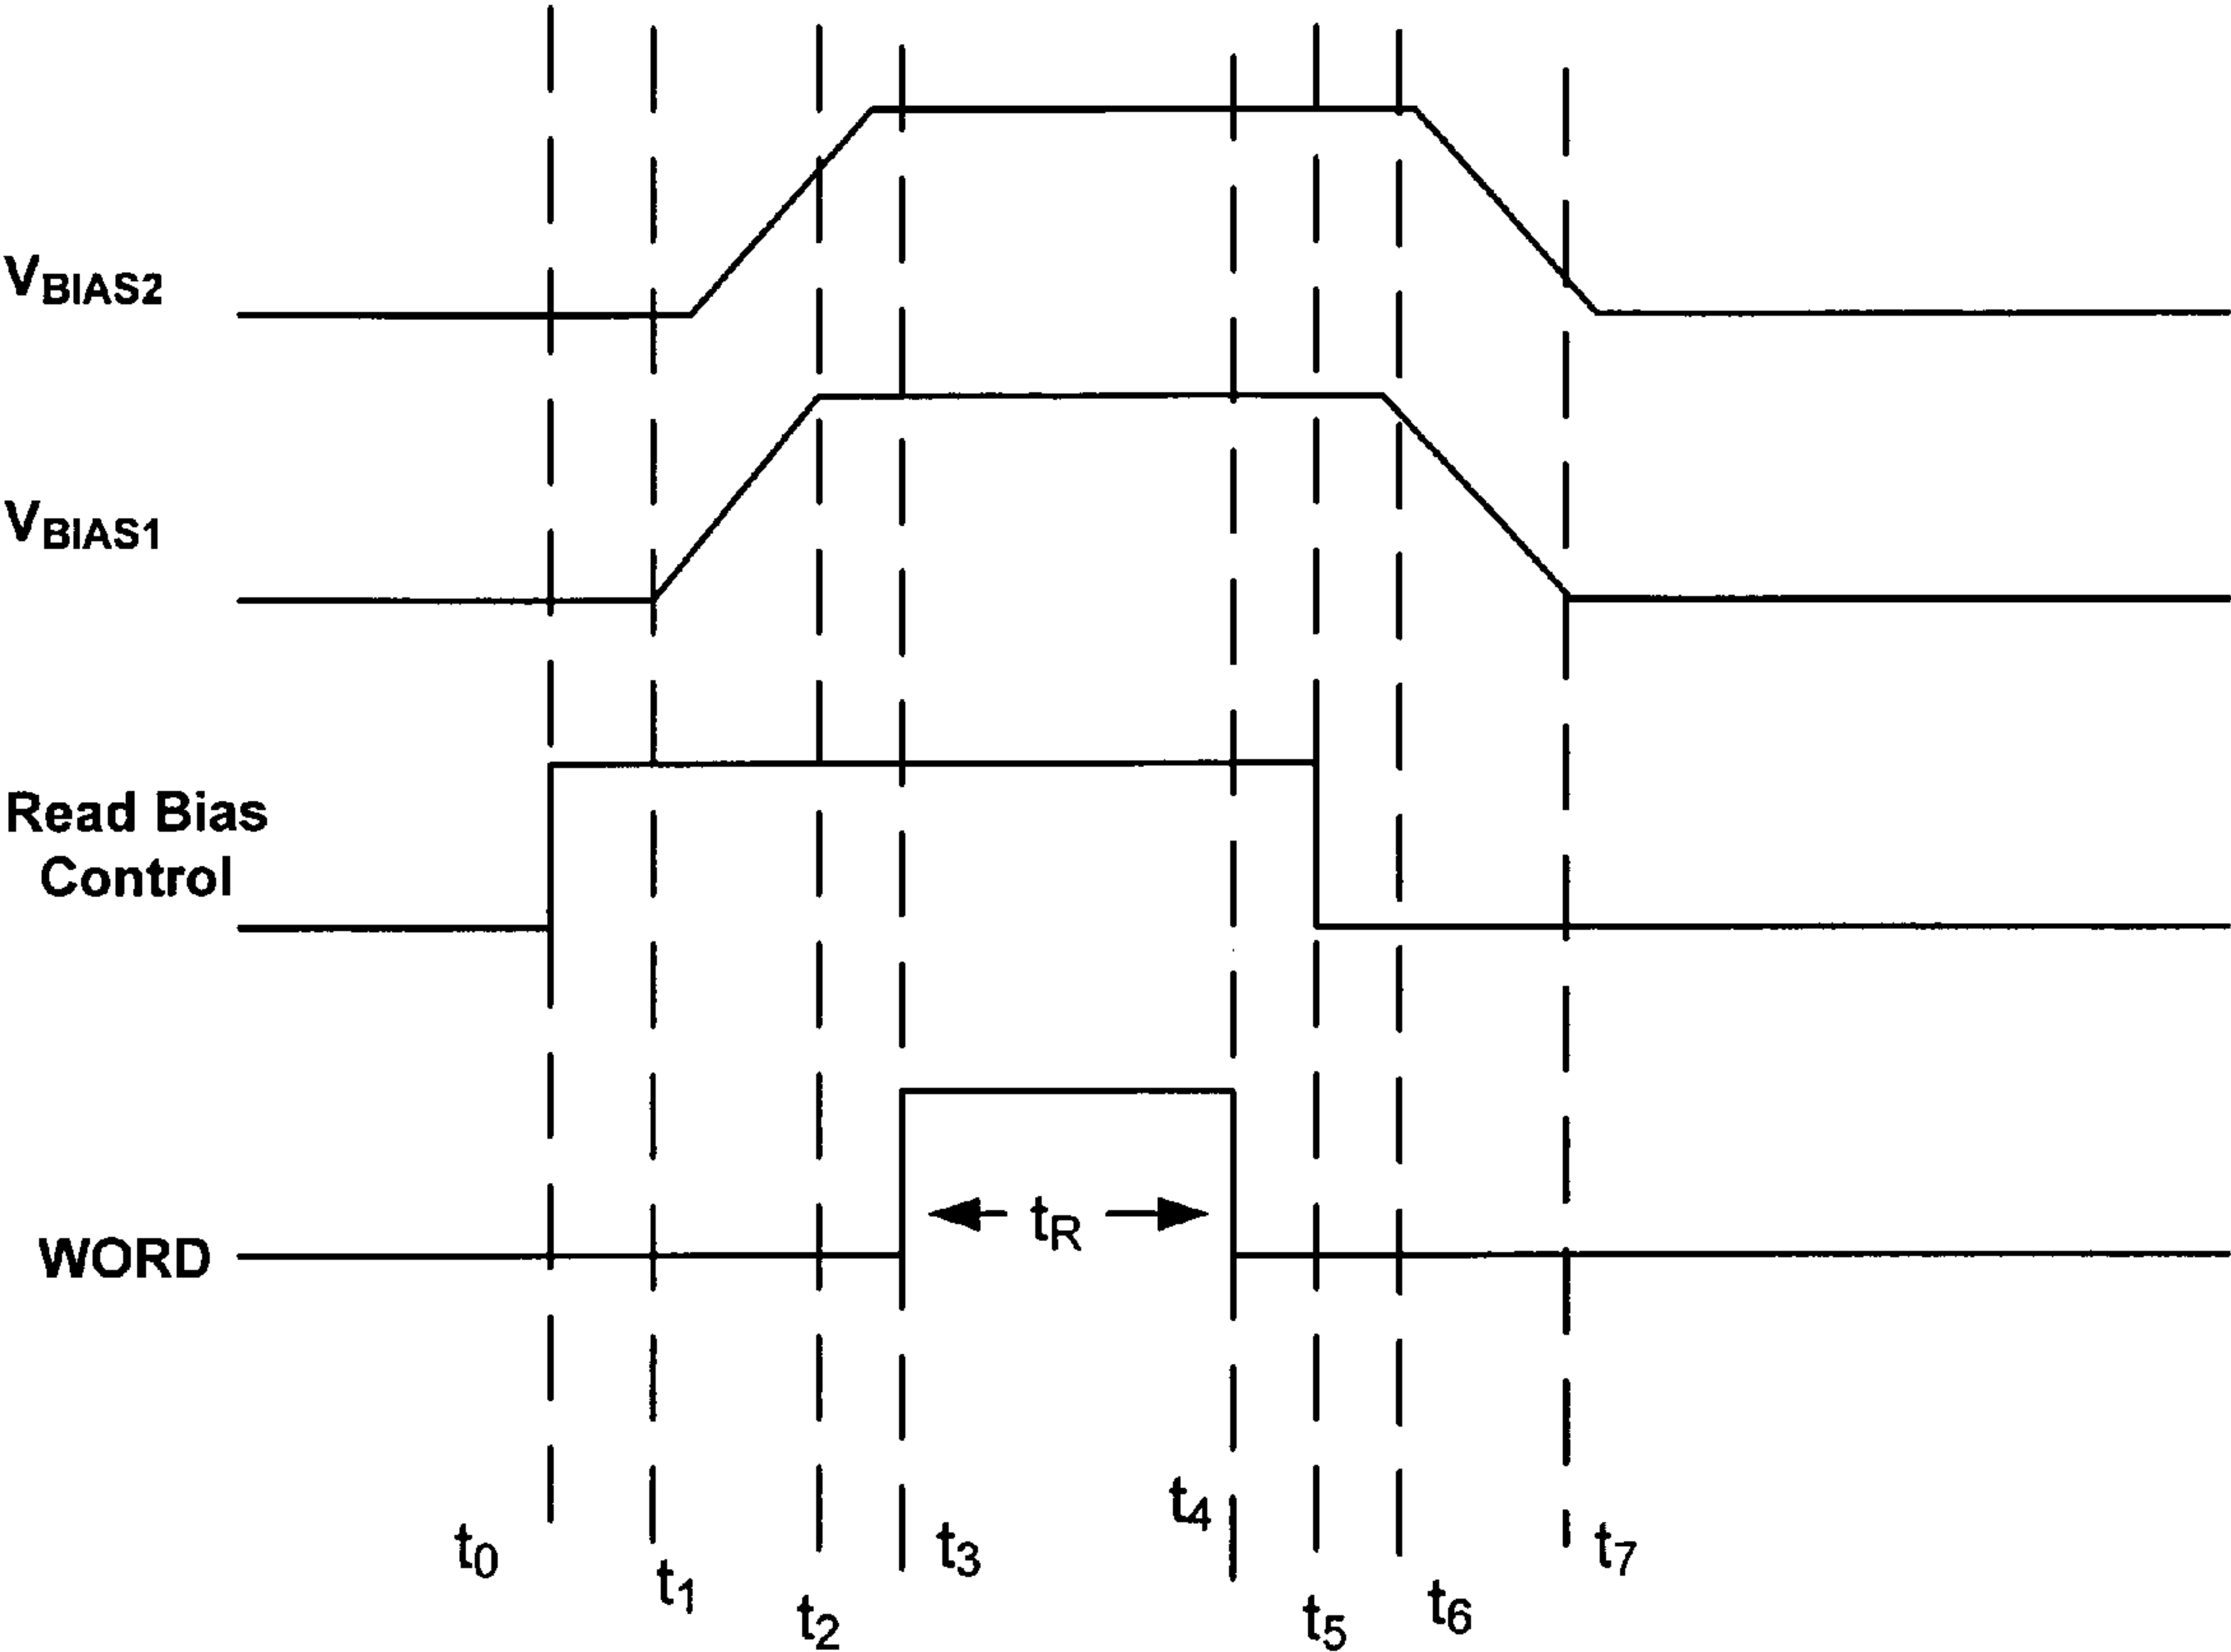 VBIAS2
VBIAS1
Read Bias
Control
WORD
tR
t0
t1
t2
t3
t4
t5
t6
t7